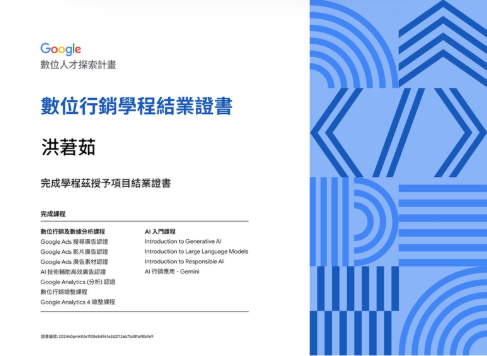 Google
數位人才探索計畫
數位行銷學程結業證書
洪若茹
完成學程茲授予項目結業證書
完成課程
數位行銷及數據分析課程
Google Ads 搜尋廣告認證
Google Ads 影片廣告認證
Google Ads 廣告素材認證
AI 技術輔助高效廣告認證
Google Analytics (分析) 認證
數位行銷總整課程
Google Analytics 4 總整課程
AI 入門課程
Introduction to Generative AI
Introduction to Large Language Models
Introduction to Responsible AI
AI 行銷應用 - Gemini
證書編號: